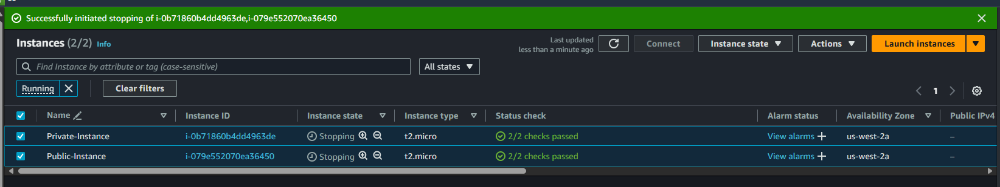 Successfully initiated stopping of i-0b71860b4dd4963de,i-079e552070ea36450
Instances (2/2) Info
Last updated
less than a minute ago
Connect
Instance state
Actions
Launch instances
Find Instance by attribute or tag (case-sensitive)
All states
Running
Clear filters
1
Name Instance ID Instance state Instance type Status check Alarm status Availability Zone Public IPv4
Private-Instance i-0b71860b4dd4963de Stopping t2.micro 2/2 checks passed View alarms + us-west-2a –
Public-Instance i-079e552070ea36450 Stopping t2.micro 2/2 checks passed View alarms + us-west-2a –